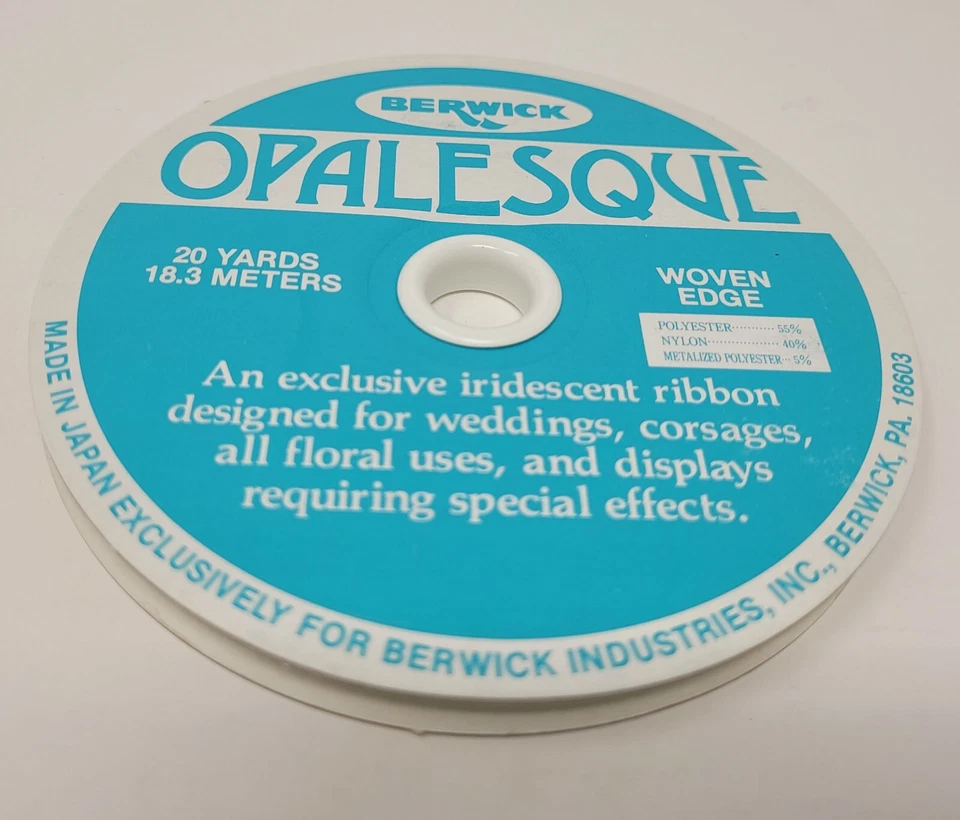 BERWICK
OPALESQUE
20 YARDS
18.3 METERS
WOVEN
EDGE
POLYESTER........... 55%
NYLON.................. 40%
METALIZED POLYESTER.. 5%
An exclusive iridescent ribbon
designed for weddings, corsages,
all floral uses, and displays
requiring special effects.
MADE IN JAPAN EXCLUSIVELY FOR BERWICK INDUSTRIES, INC., BERWICK, PA. 18603